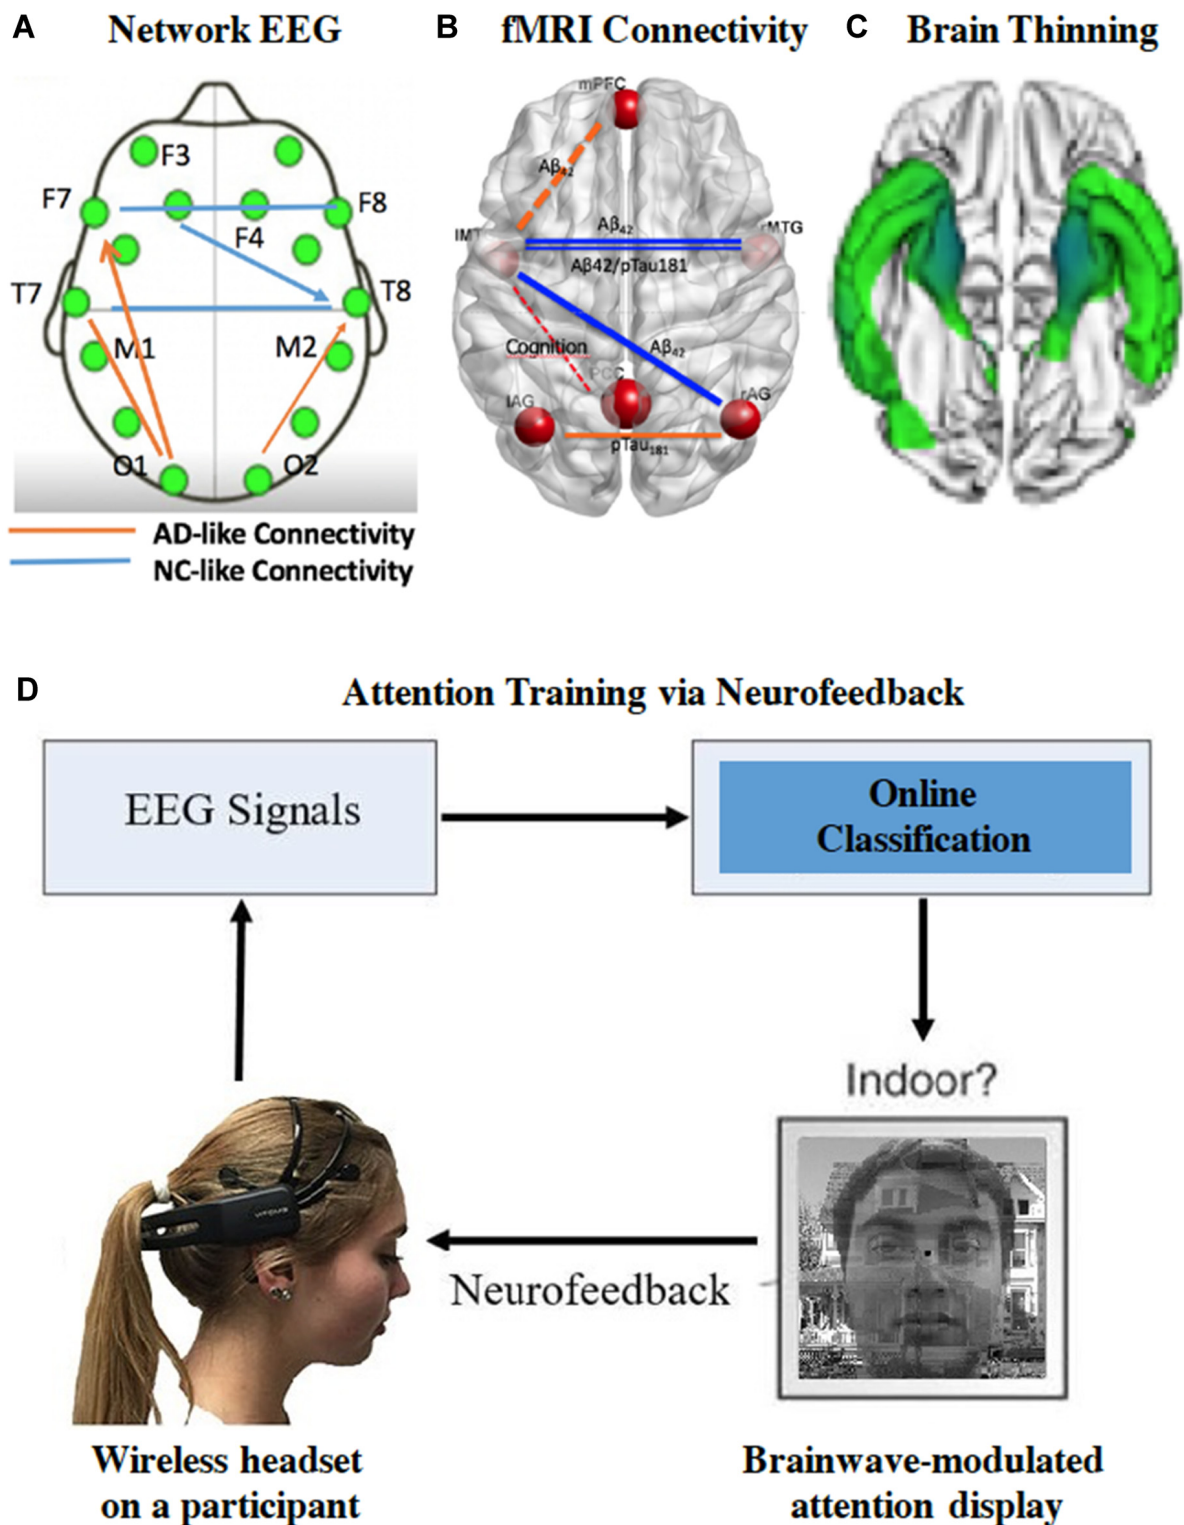 A
Network EEG
F3
F7
F8
F4
T7
T8
M1
M2
O1
O2
AD-like Connectivity
NC-like Connectivity
B
fMRI Connectivity
mPFC
Aβ42
lMT
Aβ42
rMTG
Aβ42/pTau181
Cognition
Aβ42
PCC
lAG
rAG
pTau181
C
Brain Thinning
D
Attention Training via Neurofeedback
EEG Signals
Online
Classification
Indoor?
Neurofeedback
Wireless headset
on a participant
Brainwave-modulated
attention display